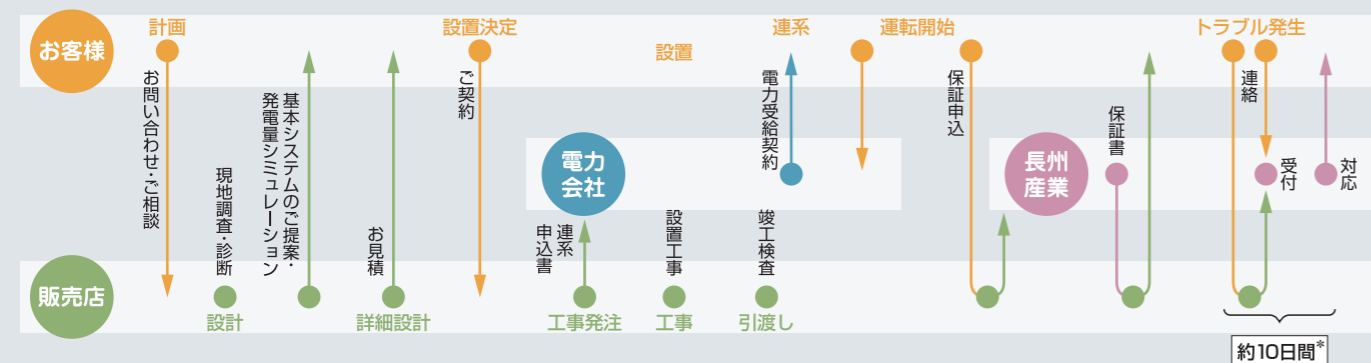 計画
設置決定
設置
連系
運転開始
トラブル発生
お客様
お問い合わせ・ご相談
現地調査・診断
基本システムのご提案・
発電量シミュレーション
お見積
ご契約
電力受給契約
保証申込
保証書
連絡
受付
対応
電力
会社
長州
産業
連系
申込書
設置工事
竣工検査
販売店
設計
詳細設計
工事発注
工事
引渡し
約10日間*